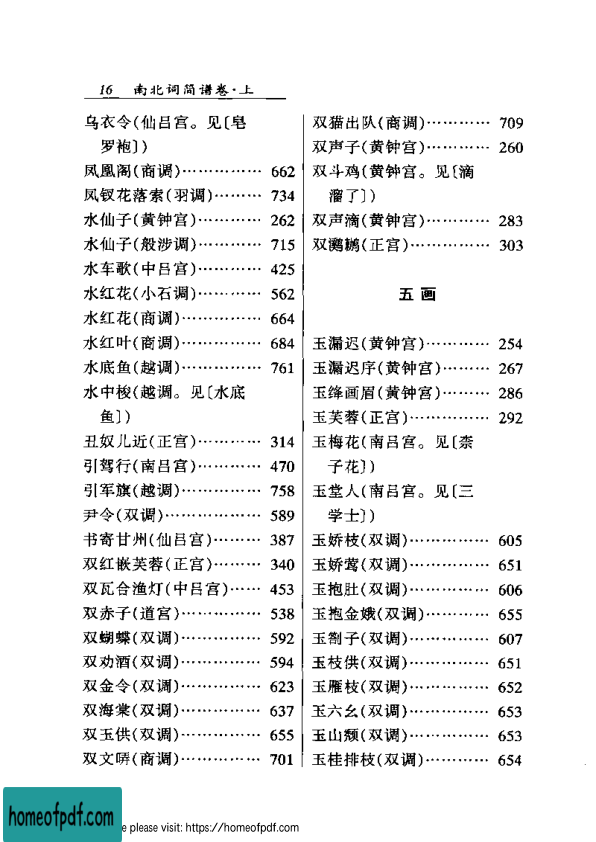 16 南北词简谱卷·上
乌衣令(仙吕宫。见〔皂
罗袍〕)
凤凰阁(商调)…………… 662
凤钗花落索(羽调)……… 734
水仙子(黄钟宫)………… 262
水仙子(般涉调)………… 715
水车歌(中吕宫)………… 425
水红花(小石调)………… 562
水红花(商调)…………… 664
水红叶(商调)…………… 684
水底鱼(越调)…………… 761
水中梭(越调。见〔水底
鱼〕)
丑奴儿近(正宫)………… 314
引驾行(南吕宫)………… 470
引军旗(越调)…………… 758
尹令(双调)……………… 589
书寄甘州(仙吕宫)……… 387
双红嵌芙蓉(正宫)……… 340
双瓦合渔灯(中吕宫)…… 453
双赤子(道宫)…………… 538
双蝴蝶(双调)…………… 592
双劝酒(双调)…………… 594
双金令(双调)…………… 623
双海棠(双调)…………… 637
双玉供(双调)…………… 655
双文哢(商调)…………… 701
双猫出队(商调)………… 709
双声子(黄钟宫)………… 260
双斗鸡(黄钟宫。见〔滴
溜了〕)
双声滴(黄钟宫)………… 283
双鸂鶒(正宫)…………… 303
五画
玉漏迟(黄钟宫)………… 254
玉漏迟序(黄钟宫)……… 267
玉绛画眉(黄钟宫)……… 286
玉芙蓉(正宫)…………… 292
玉梅花(南吕宫。见〔柰
子花〕)
玉堂人(南吕宫。见〔三
学士〕)
玉娇枝(双调)…………… 605
玉娇莺(双调)…………… 651
玉抱肚(双调)…………… 606
玉抱金娥(双调)………… 655
玉劄子(双调)…………… 607
玉枝供(双调)…………… 651
玉雁枝(双调)…………… 652
玉六幺(双调)…………… 653
玉山颓(双调)…………… 653
玉桂排枝(双调)………… 654
homeofpdf.com
e please visit: https://homeofpdf.com